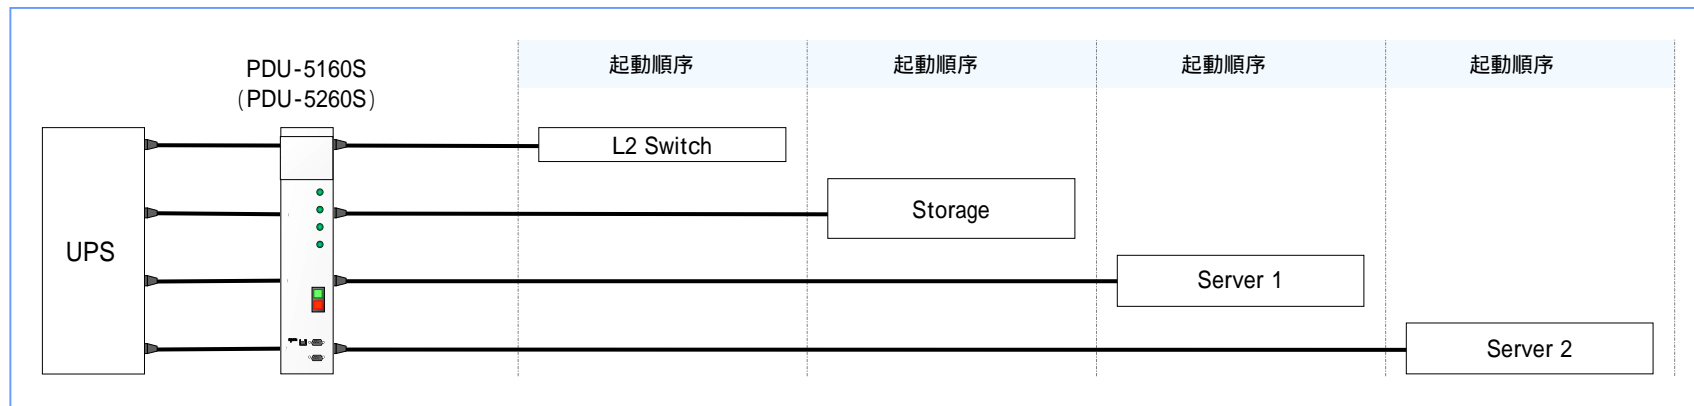 PDU-5160S
(PDU-5260S)
起動順序
起動順序
起動順序
起動順序
L2 Switch
Storage
UPS
Server 1
Server 2